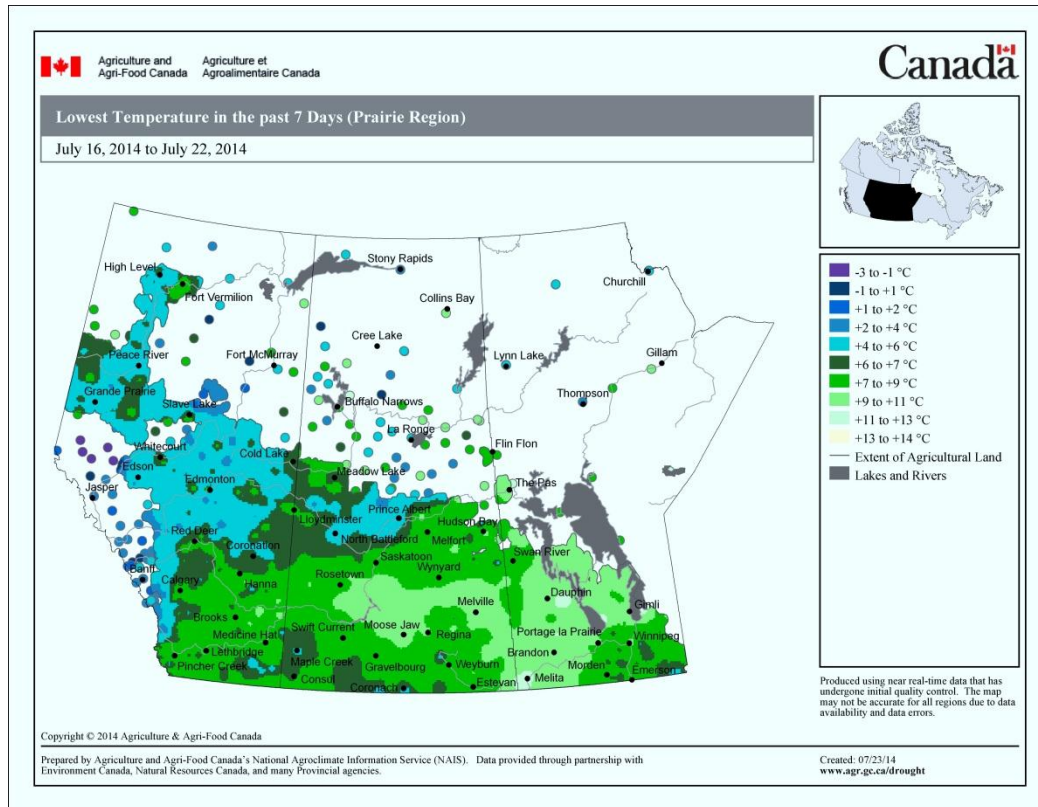 Agriculture and Agriculture et
Agri-Food Canada Agroalimentaire Canada
Canada
Lowest Temperature in the past 7 Days (Prairie Region)
July 16, 2014 to July 22, 2014
High Level
Fort Vermilion
Stony Rapids
Churchill
Collins Bay
Cree Lake
Peace River
Fort McMurray
Lynn Lake
Gillam
Grande Prairie
Buffalo Narrows
Thompson
Slave Lake
La Ronge
Flin Flon
Whitecourt
Cold Lake
Edson
Meadow Lake
Jasper
Edmonton
The Pas
Lloydminster
Prince Albert
Hudson Bay
Red Deer
North Battleford
Melfort
Coronation
Saskatoon
Swan River
Banff
Calgary
Hanna
Rosetown
Wynyard
Dauphin
Brooks
Melville
Gimli
Medicine Hat
Swift Current
Moose Jaw
Regina
Portage la Prairie
Winnipeg
Lethbridge
Brandon
Pincher Creek
Maple Creek
Gravelbourg
Weyburn
Morden
Emerson
Consul
Coronach
Estevan
Melita
-3 to -1 °C
-1 to +1 °C
+1 to +2 °C
+2 to +4 °C
+4 to +6 °C
+6 to +7 °C
+7 to +9 °C
+9 to +11 °C
+11 to +13 °C
+13 to +14 °C
Extent of Agricultural Land
Lakes and Rivers
Produced using near real-time data that has
undergone initial quality control. The map
may not be accurate for all regions due to data
availability and data errors.
Copyright © 2014 Agriculture & Agri-Food Canada
Prepared by Agriculture and Agri-Food Canada's National Agroclimate Information Service (NAIS). Data provided through partnership with
Environment Canada, Natural Resources Canada, and many Provincial agencies.
Created: 07/23/14
www.agr.gc.ca/drought